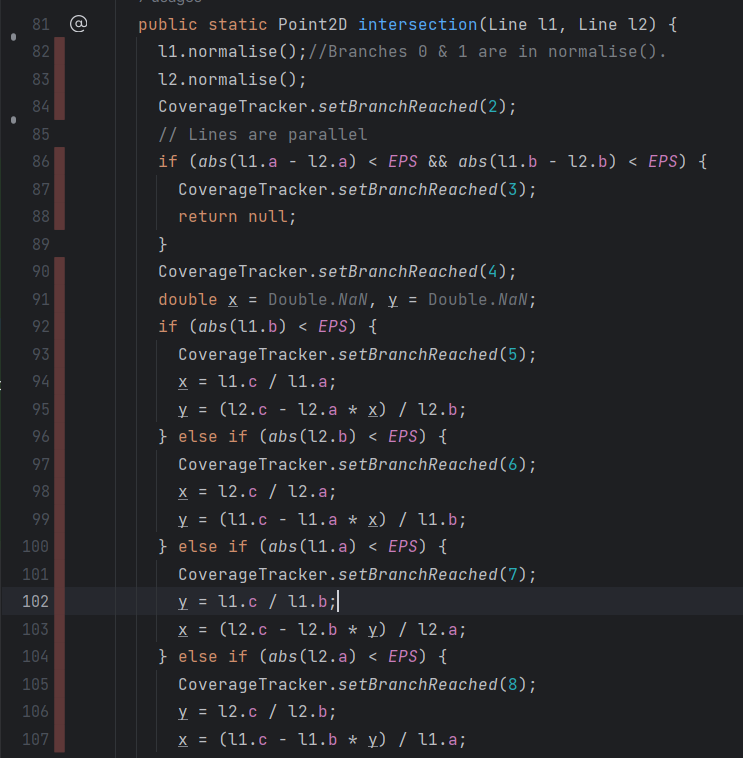 81 @ public static Point2D intersection(Line l1, Line l2) {
82 l1.normalise();//Branches 0 & 1 are in normalise().
83 l2.normalise();
84 CoverageTracker.setBranchReached(2);
85 // Lines are parallel
86 if (abs(l1.a - l2.a) < EPS && abs(l1.b - l2.b) < EPS) {
87 CoverageTracker.setBranchReached(3);
88 return null;
89 }
90 CoverageTracker.setBranchReached(4);
91 double x = Double.NaN, y = Double.NaN;
92 if (abs(l1.b) < EPS) {
93 CoverageTracker.setBranchReached(5);
94 x = l1.c / l1.a;
95 y = (l2.c - l2.a * x) / l2.b;
96 } else if (abs(l2.b) < EPS) {
97 CoverageTracker.setBranchReached(6);
98 x = l2.c / l2.a;
99 y = (l1.c - l1.a * x) / l1.b;
100 } else if (abs(l1.a) < EPS) {
101 CoverageTracker.setBranchReached(7);
102 y = l1.c / l1.b;
103 x = (l2.c - l2.b * y) / l2.a;
104 } else if (abs(l2.a) < EPS) {
105 CoverageTracker.setBranchReached(8);
106 y = l2.c / l2.b;
107 x = (l1.c - l1.b * y) / l1.a;